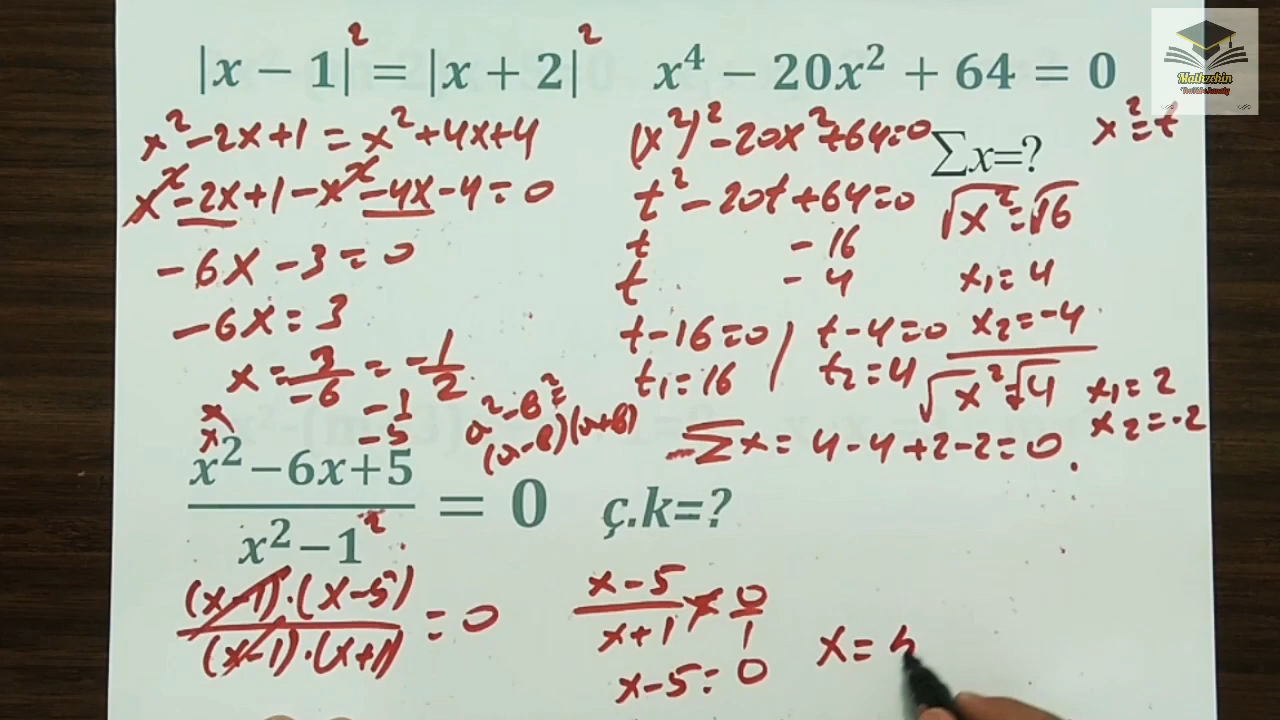 |x − 1|² = |x + 2|²
x² - 2x + 1 = x² + 4x + 4
x² - 2x + 1 - x² - 4x - 4 = 0
-6x - 3 = 0
-6x = 3
x = 3/-6 = -1/2
x⁴ − 20x² + 64 = 0
x² = t
(x²)² - 20x² + 64 = 0
∑x=?
t² - 20t + 64 = 0
t - 16
t - 4
t - 16 = 0 | t - 4 = 0
t₁ = 16 | t₂ = 4
√x² = √16
x₁ = 4
x₂ = -4
√x² = √4
x₁ = 2
x₂ = -2
∑x = 4 - 4 + 2 - 2 = 0.
x -1
x -5
a² - b² =
(a - b)(a + b)
x² − 6x + 5 / x² − 1² = 0 ç.k=?
(x-1)·(x-5) / (x-1)·(x+1) = 0
x - 5 / x + 1 = 0 / 1
x - 5 = 0
x =
Mathzekin